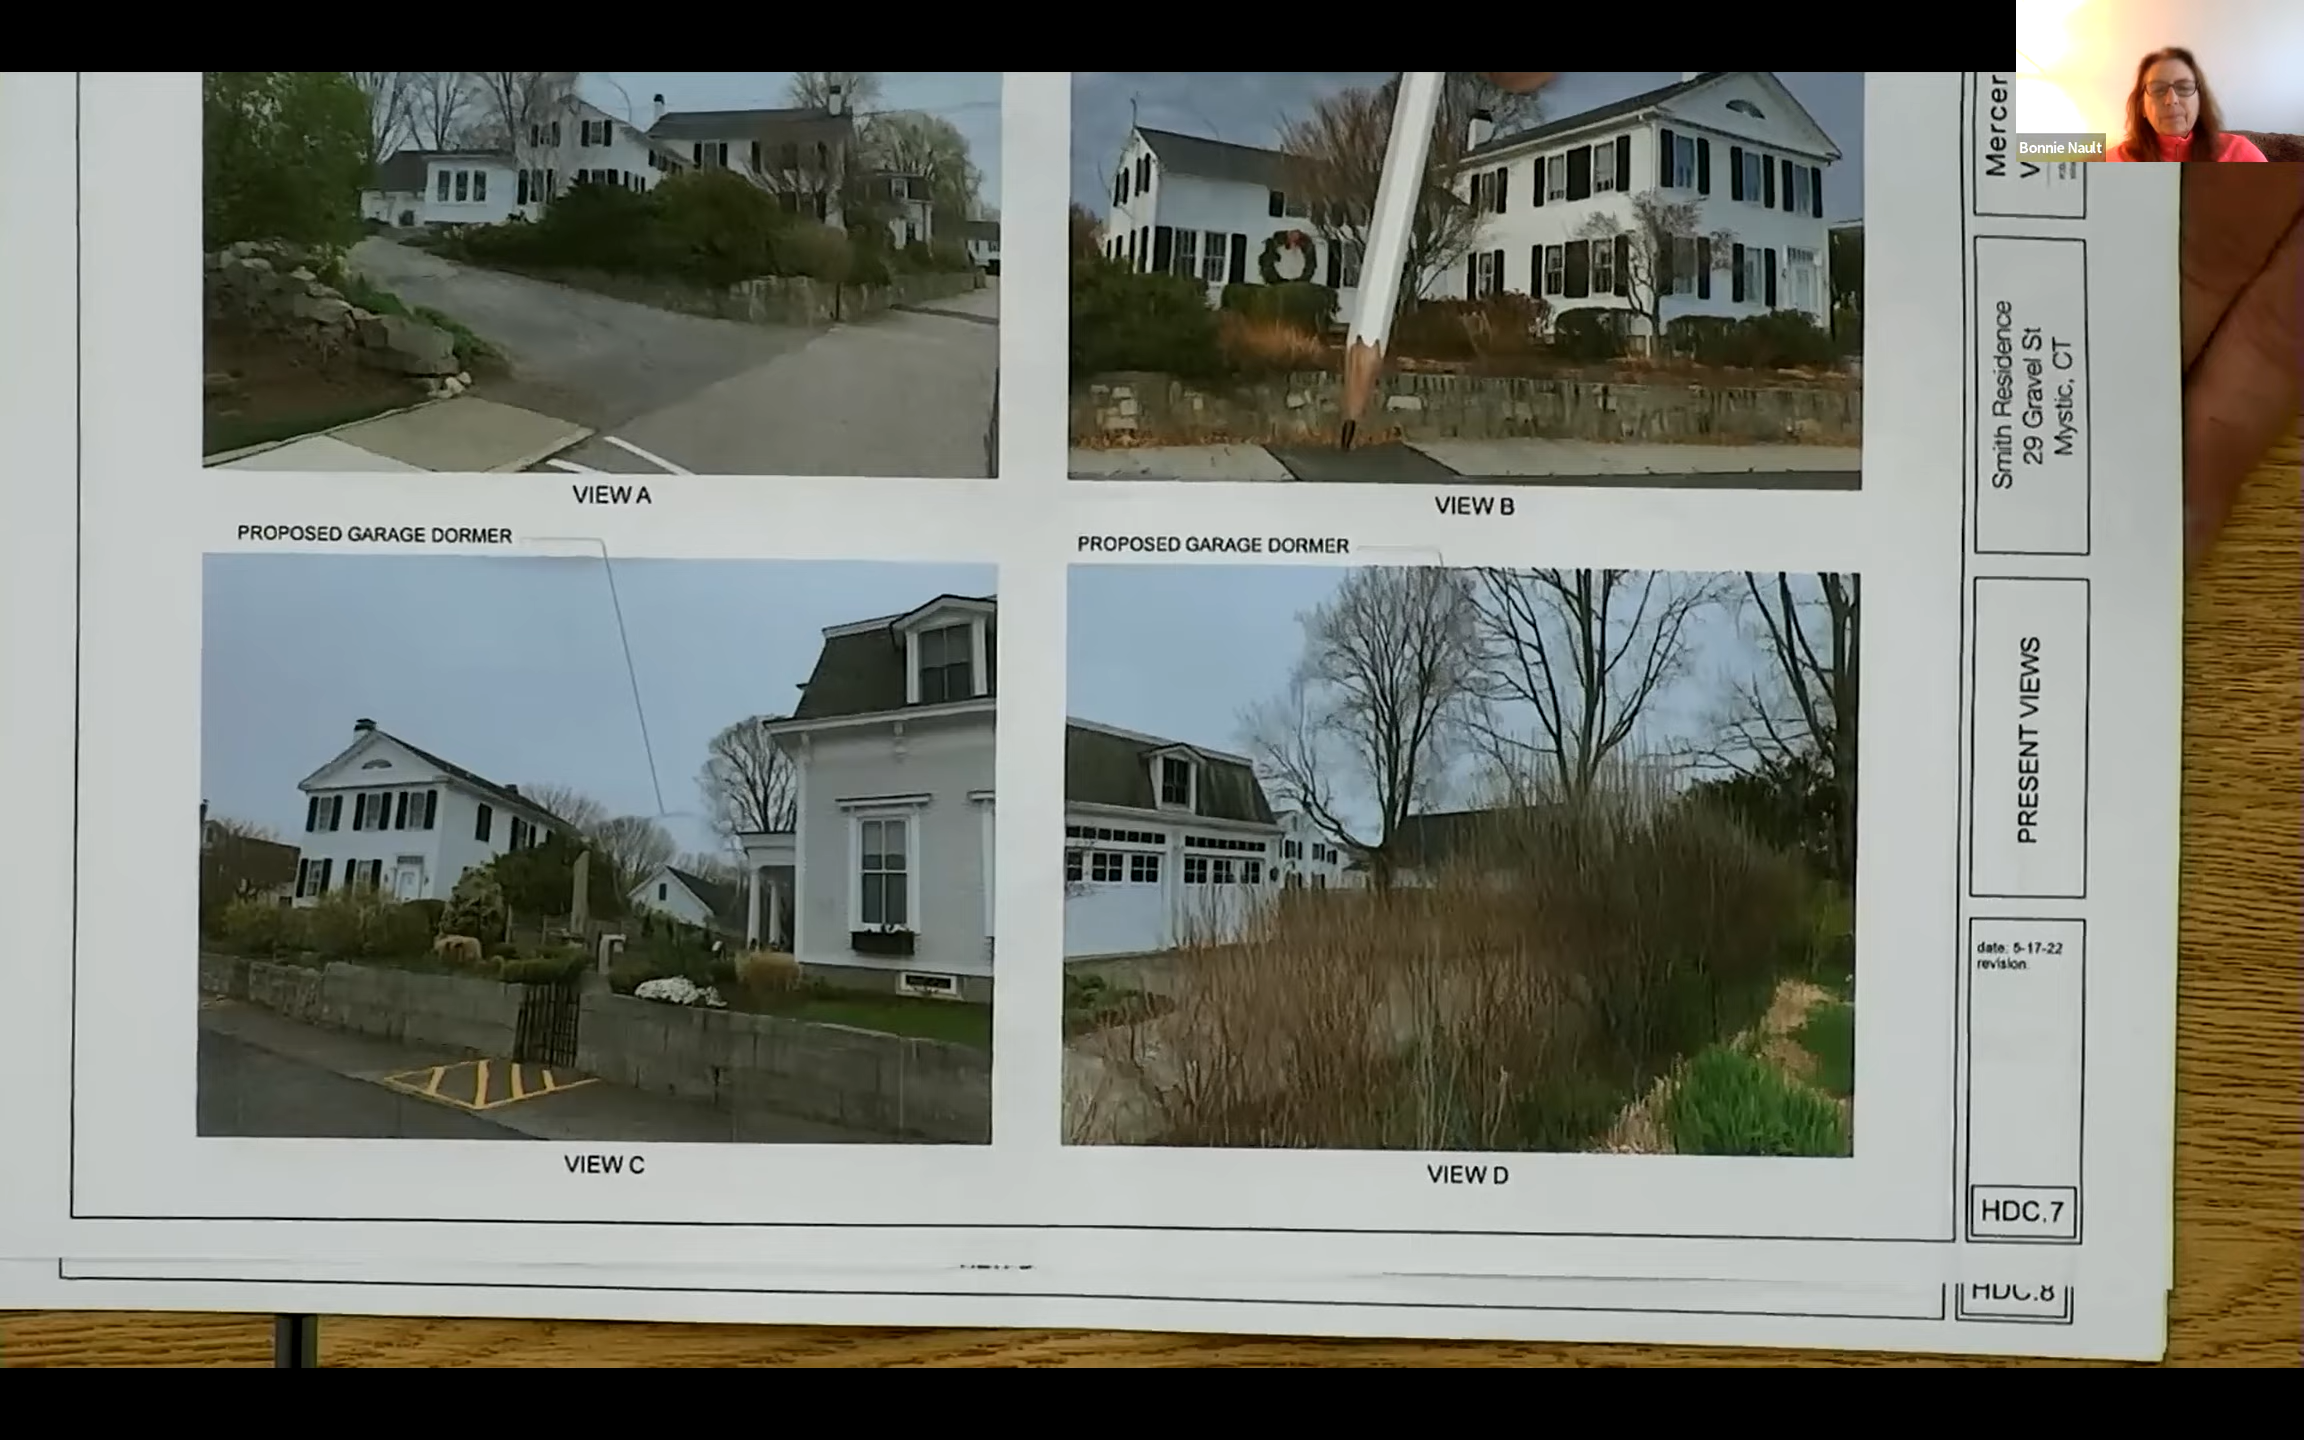 Bonnie Nault
VIEW A
VIEW B
PROPOSED GARAGE DORMER
PROPOSED GARAGE DORMER
VIEW C
VIEW D
Mercer
V
Smith Residence
29 Gravel St
Mystic, CT
PRESENT VIEWS
date: 5-17-22
revision:
HDC.7
HDC.8